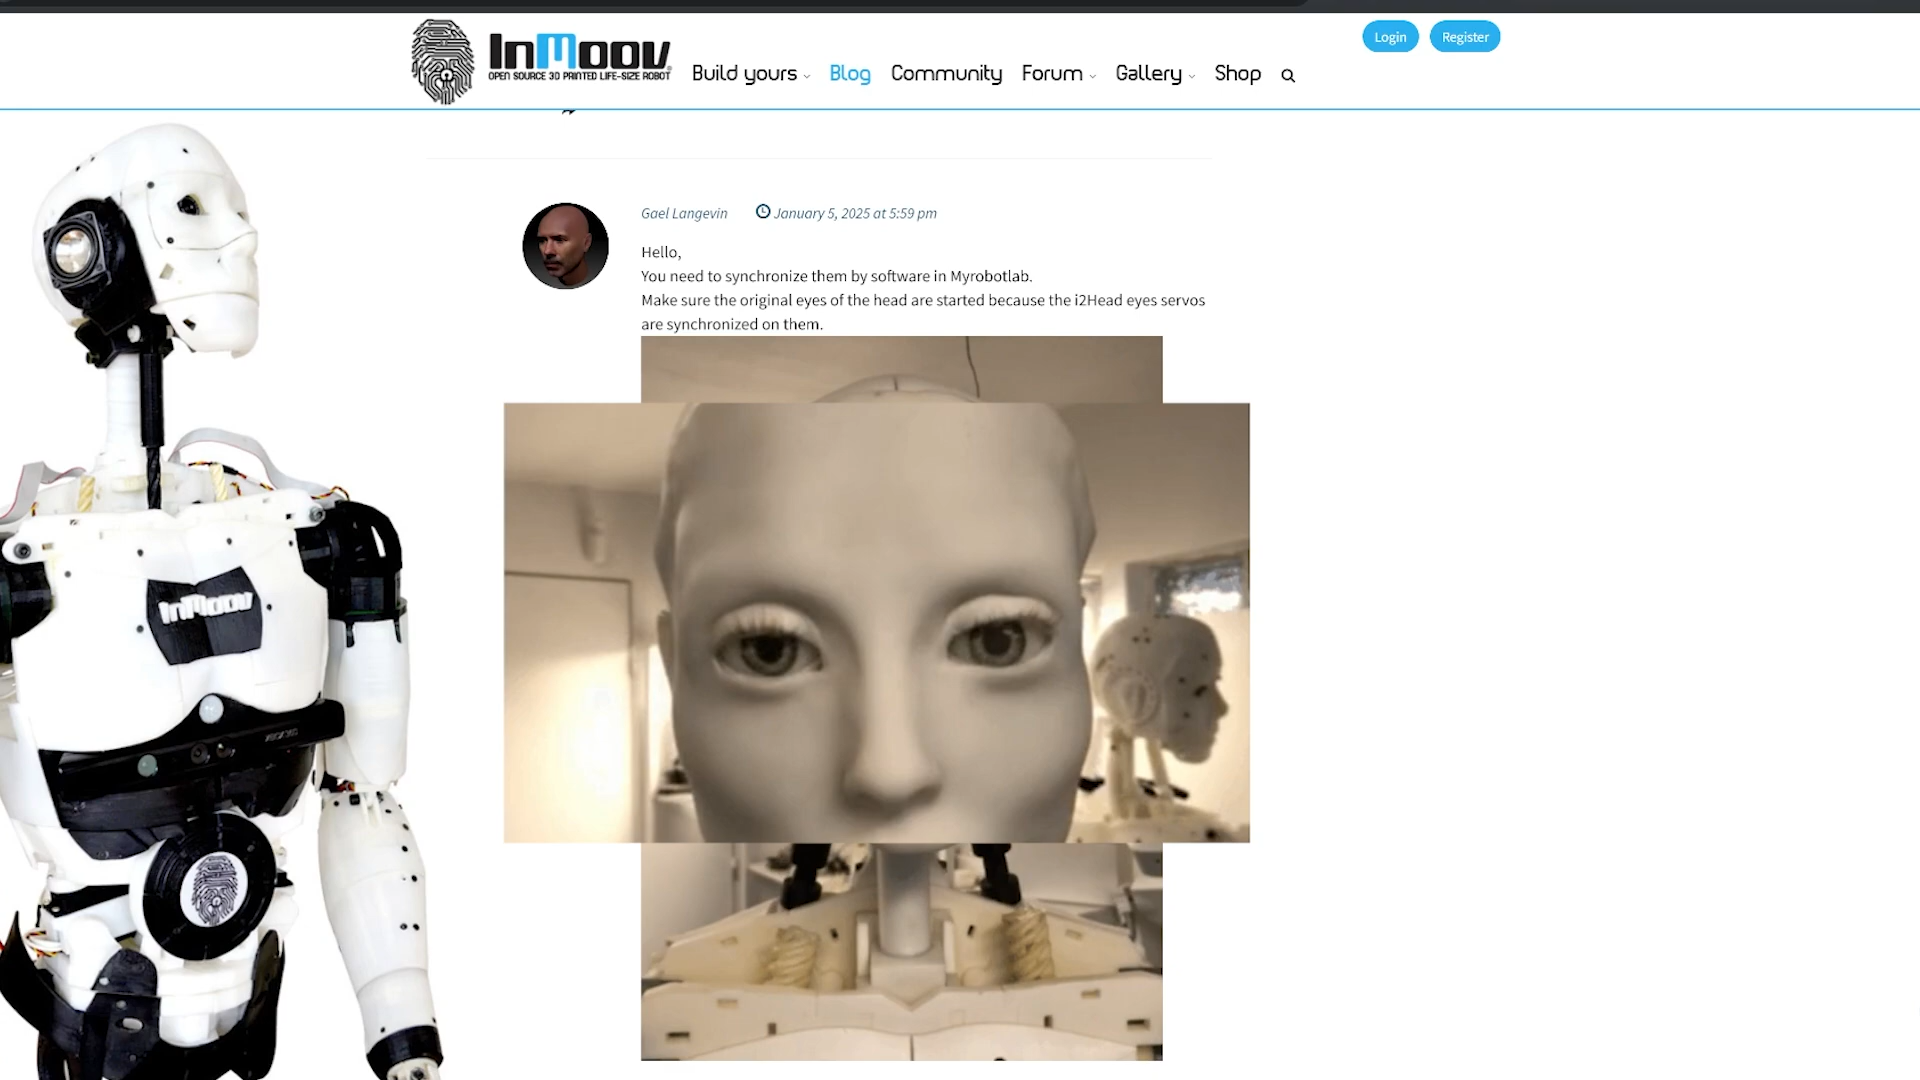 InMoov
OPEN SOURCE 3D PRINTED LIFE-SIZE ROBOT
Build yours
Blog
Community
Forum
Gallery
Shop
Login
Register
Gael Langevin
January 5, 2025 at 5:59 pm
Hello,
You need to synchronize them by software in Myrobotlab.
Make sure the original eyes of the head are started because the i2Head eyes servos
are synchronized on them.
InMoov
XBOX 360